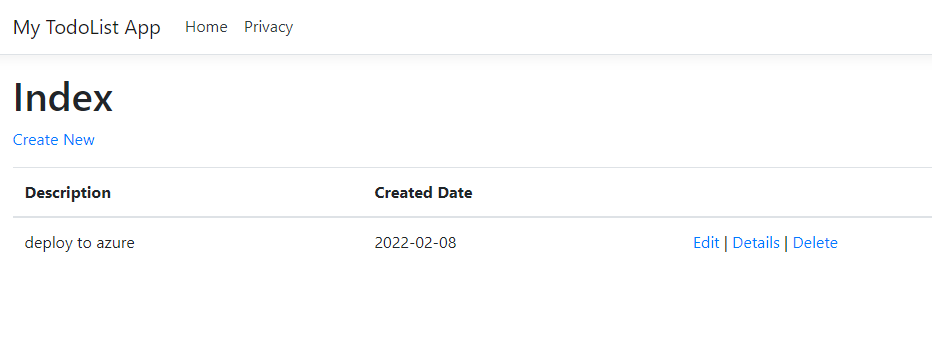 My TodoList App Home Privacy
Index
Create New
Description Created Date
deploy to azure 2022-02-08 Edit | Details | Delete